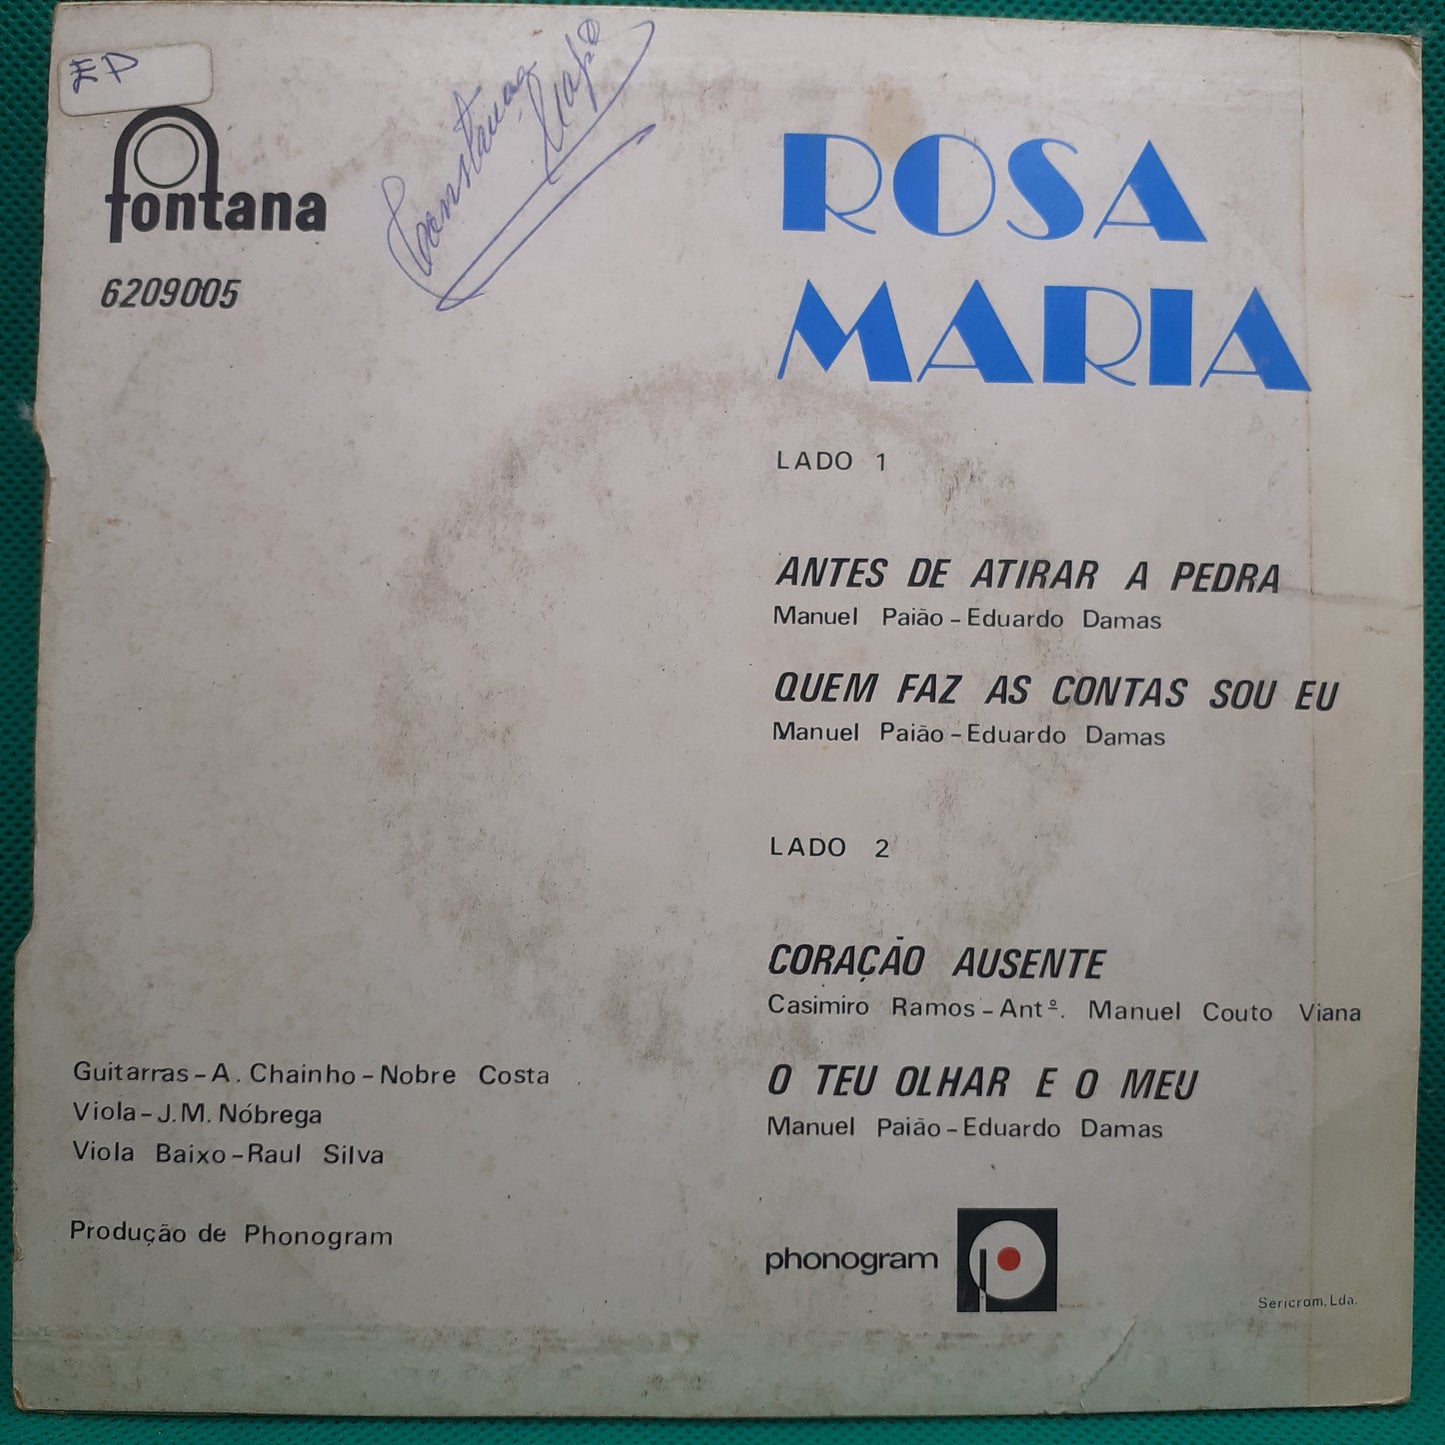 EP
fontana
6209005
ROSA
MARIA
LADO 1
ANTES DE ATIRAR A PEDRA
Manuel Paião - Eduardo Damas
QUEM FAZ AS CONTAS SOU EU
Manuel Paião - Eduardo Damas
LADO 2
CORAÇÃO AUSENTE
Casimiro Ramos - Antº. Manuel Couto Viana
O TEU OLHAR E O MEU
Manuel Paião - Eduardo Damas
Guitarras - A. Chainho - Nobre Costa
Viola - J.M. Nóbrega
Viola Baixo - Raul Silva
Produção de Phonogram
phonogram
Sericrom, Lda.